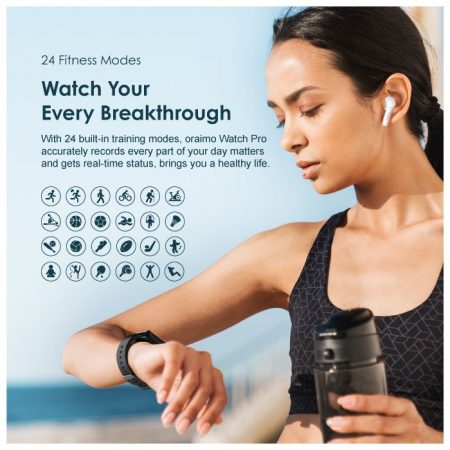 24 Fitness Modes
Watch Your
Every Breakthrough
With 24 built-in training modes, oraimo Watch Pro
accurately records every part of your day matters
and gets real-time status, brings you a healthy life.